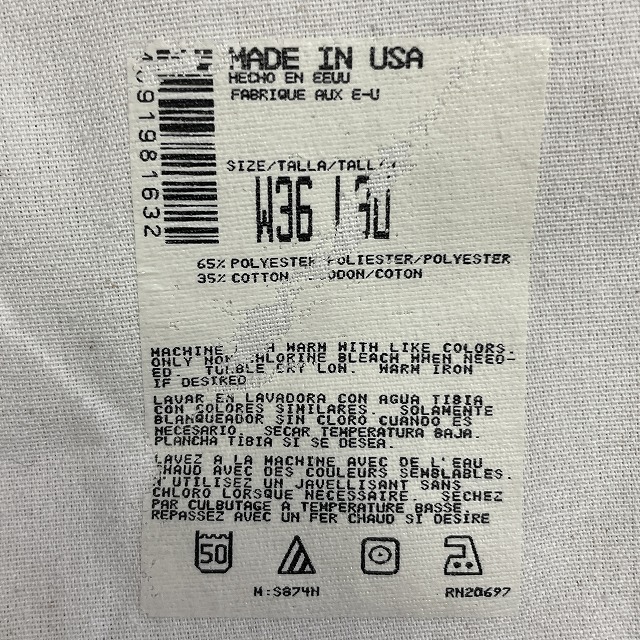 MADE IN USA
HECHO EN EEUU
FABRIQUE AUX E-U
SIZE/TALLA/TALL
W36
65% POLYESTER POLIESTER/POLYESTER
35% COTTON COTON
MACHINE WARM WITH LIKE COLORS.
ONLY NON CHLORINE BLEACH WHEN NEED-
ED. TUMBLE DRY LOW. WARM IRON
IF DESIRED
LAVAR EN LAVADORA CON AGUA TIBIA
CON COLORES SIMILARES. SOLAMENTE
BLANQUEADOR SIN CLORO CUANDO ES
NECESARIO. SECAR TEMPERATURA BAJA.
PLANCHA TIBIA SI SE DESEA.
LAVEZ A LA MACHINE AVEC DE L'EAU
CHAUD AVEC DES COULEURS SEMBLABLES.
N'UTILISEZ UN JAVELLISANT SANS
CHLORO LORSQUE NECESSAIRE. SECHEZ
PAR CULBUTAGE A TEMPERATURE BASSE.
REPASSEZ AVEC UN FER CHAUD SI DESIRE
50
M:S874H
RN20697